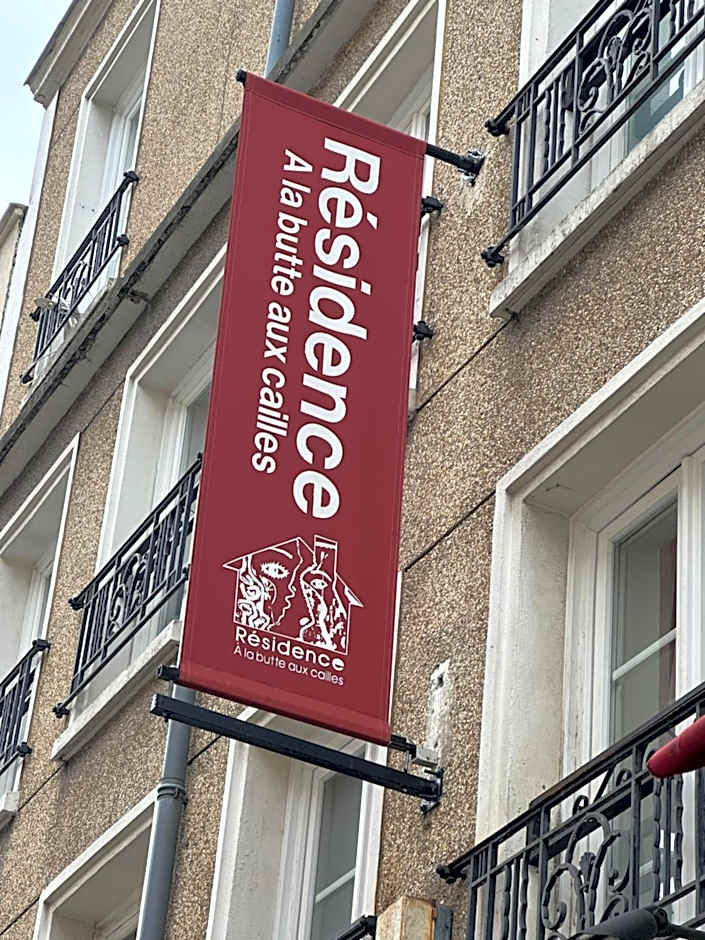 Résidence
A la butte aux cailles
Résidence
A la butte aux cailles